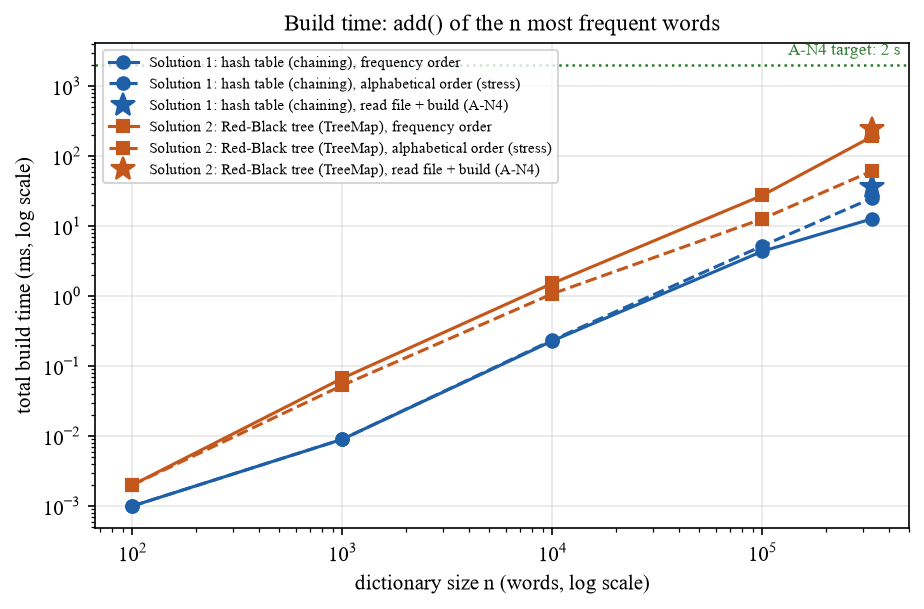 Build time: add() of the n most frequent words
A-N4 target: 2 s
Solution 1: hash table (chaining), frequency order
Solution 1: hash table (chaining), alphabetical order (stress)
Solution 1: hash table (chaining), read file + build (A-N4)
Solution 2: Red-Black tree (TreeMap), frequency order
Solution 2: Red-Black tree (TreeMap), alphabetical order (stress)
Solution 2: Red-Black tree (TreeMap), read file + build (A-N4)
total build time (ms, log scale)
10³
10²
10¹
10⁰
10⁻¹
10⁻²
10⁻³
10² 10³ 10⁴ 10⁵
dictionary size n (words, log scale)